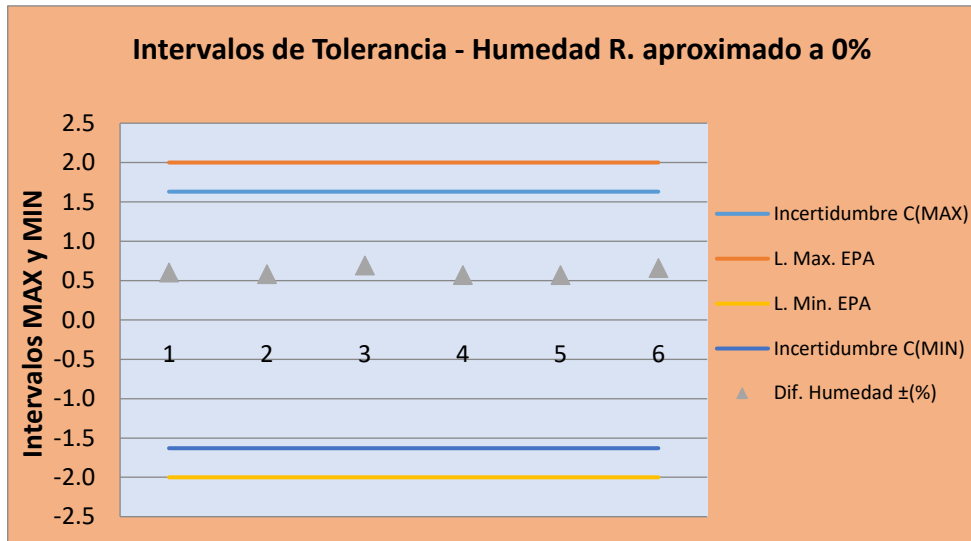 Intervalos de Tolerancia - Humedad R. aproximado a 0%
Intervalos MAX y MIN
2.5
2.0
1.5
1.0
0.5
0.0
-0.5
-1.0
-1.5
-2.0
-2.5
1 2 3 4 5 6
Incertidumbre C(MAX)
L. Max. EPA
L. Min. EPA
Incertidumbre C(MIN)
Dif. Humedad ±(%)